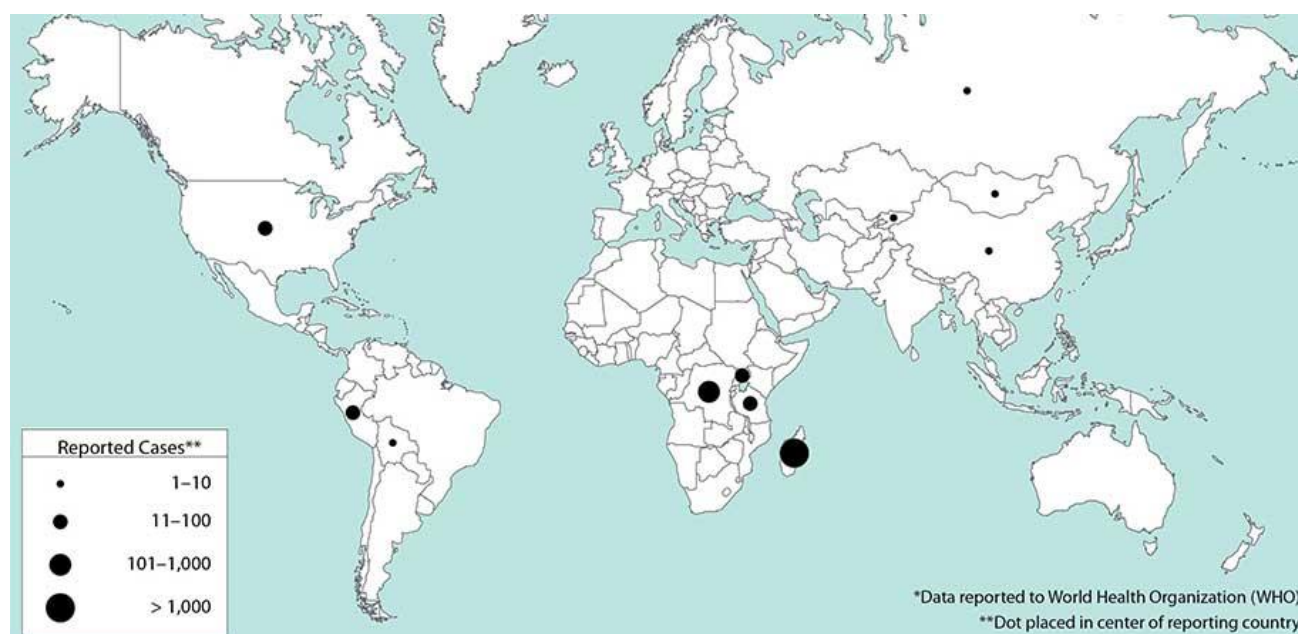 Reported Cases**
1–10
11–100
101–1,000
> 1,000
*Data reported to World Health Organization (WHO)
**Dot placed in center of reporting country